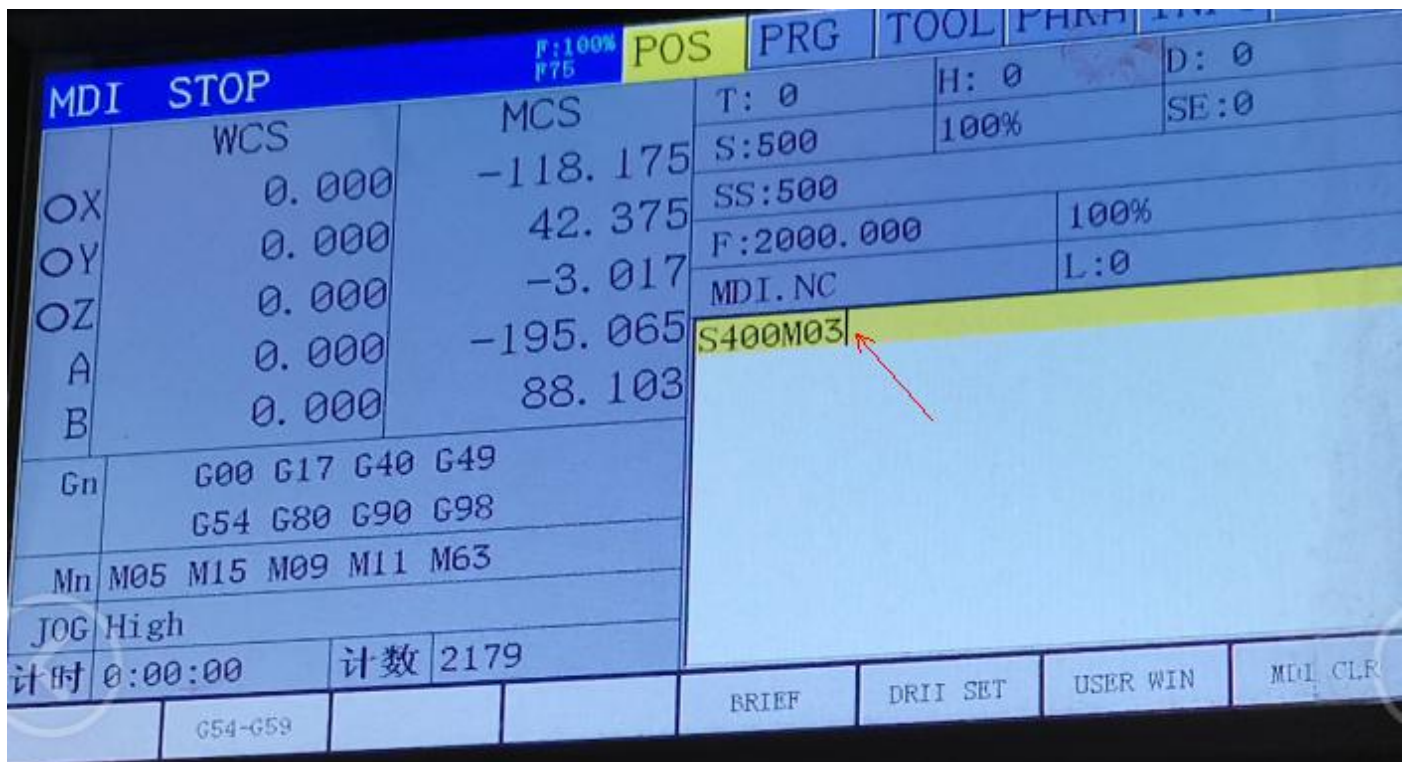 MDI STOP F:100% F75 POS PRG TOOL PARA
WCS MCS T: 0 H: 0 D: 0
S:500 100% SE:0
OX 0.000 -118.175 SS:500
OY 0.000 42.375 F:2000.000 100%
OZ 0.000 -3.017 MDI.NC L:0
A 0.000 -195.065 S400M03
B 0.000 88.103
Gn G00 G17 G40 G49
G54 G80 G90 G98
Mn M05 M15 M09 M11 M63
JOG High
计时 0:00:00 计数 2179
G54-G59 BRIEF DRII SET USER WIN MDI CLR